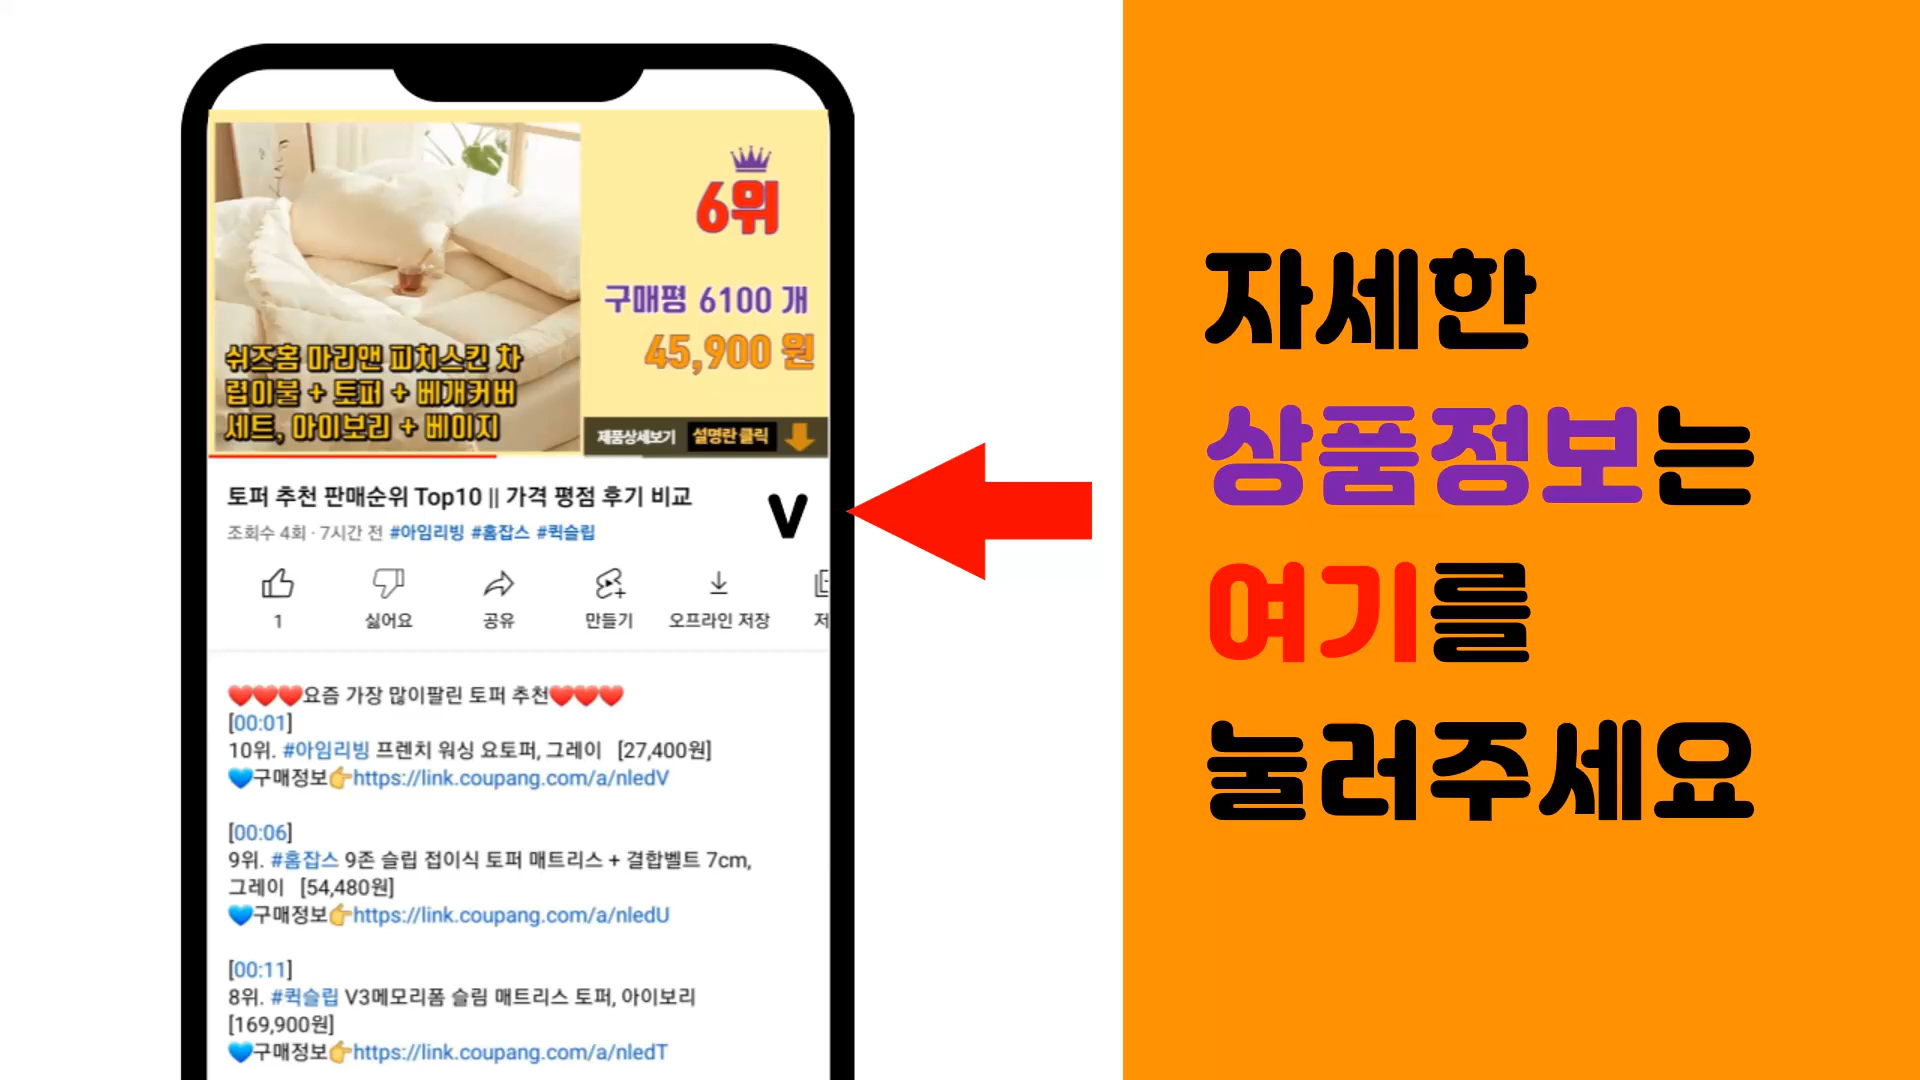 6위
구매평 6100 개
45,900 원
쉬즈홈 마리앤 피치스킨 차
렵이불 + 토퍼 + 베개커버
세트, 아이보리 + 베이지
제품상세보기 설명란 클릭
토퍼 추천 판매순위 Top10 || 가격 평점 후기 비교
V
조회수 4회 · 7시간 전 #아임리빙 #홈잡스 #퀵슬립
1 싫어요 공유 만들기 오프라인 저장 저
❤❤❤요즘 가장 많이팔린 토퍼 추천❤❤❤
[00:01]
10위. #아임리빙 프렌치 워싱 요토퍼, 그레이 [27,400원]
💙구매정보👉https://link.coupang.com/a/nledV
[00:06]
9위. #홈잡스 9존 슬립 접이식 토퍼 매트리스 + 결합벨트 7cm,
그레이 [54,480원]
💙구매정보👉https://link.coupang.com/a/nledU
[00:11]
8위. #퀵슬립 V3메모리폼 슬림 매트리스 토퍼, 아이보리
[169,900원]
💙구매정보👉https://link.coupang.com/a/nledT
자세한
상품정보는
여기를
눌러주세요